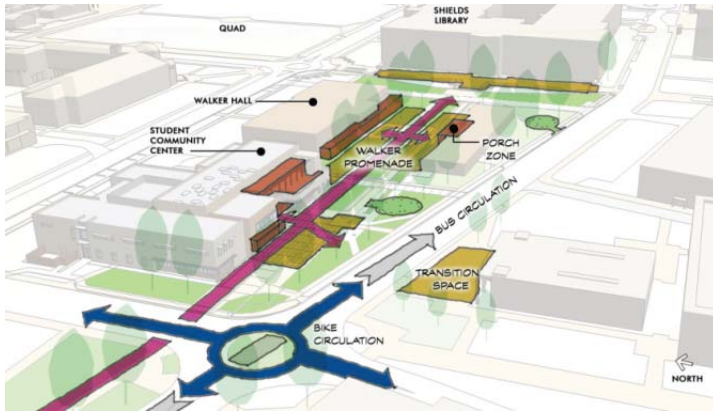 SHIELDS
LIBRARY
QUAD
WALKER HALL
STUDENT
COMMUNITY
CENTER
WALKER
PROMENADE
PORCH
ZONE
BUS CIRCULATION
TRANSITION
SPACE
BIKE
CIRCULATION
NORTH